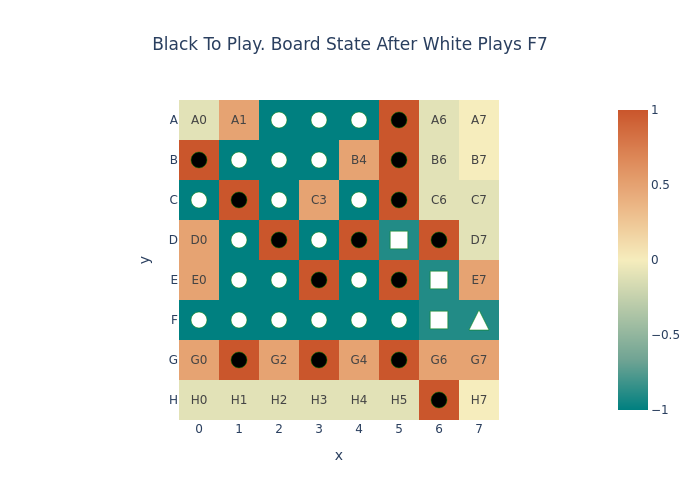 Black To Play. Board State After White Plays F7
A A0 A1 A6 A7
B B4 B6 B7
C C3 C6 C7
D D0 D7
E E0 E7
F
G G0 G2 G4 G6 G7
H H0 H1 H2 H3 H4 H5 H7
0 1 2 3 4 5 6 7
x
y
1
0.5
0
−0.5
−1